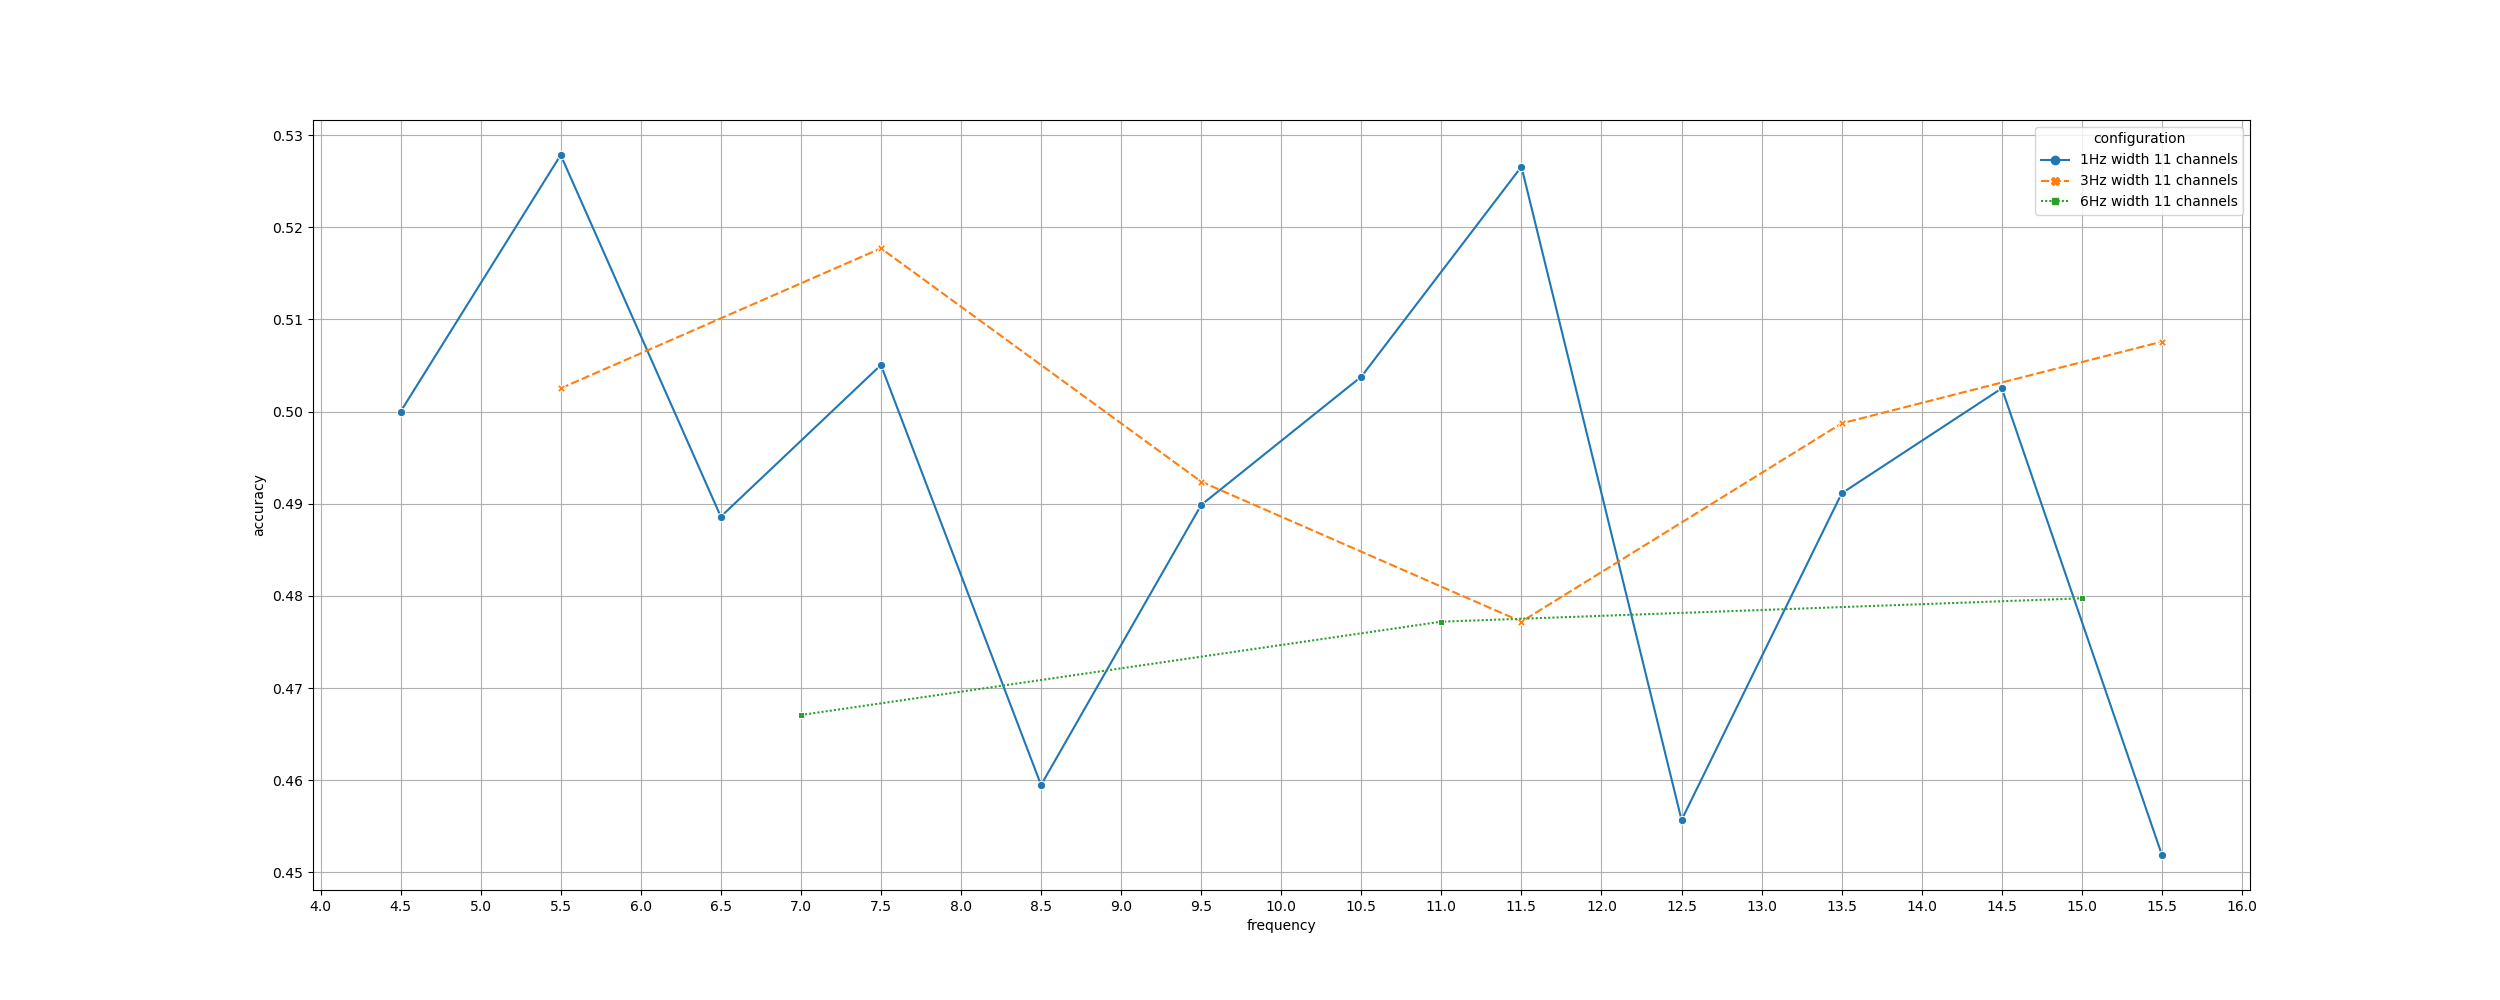 configuration
1Hz width 11 channels
3Hz width 11 channels
6Hz width 11 channels
0.53
0.52
0.51
0.50
0.49
0.48
0.47
0.46
0.45
accuracy
4.0 4.5 5.0 5.5 6.0 6.5 7.0 7.5 8.0 8.5 9.0 9.5 10.0 10.5 11.0 11.5 12.0 12.5 13.0 13.5 14.0 14.5 15.0 15.5 16.0
frequency